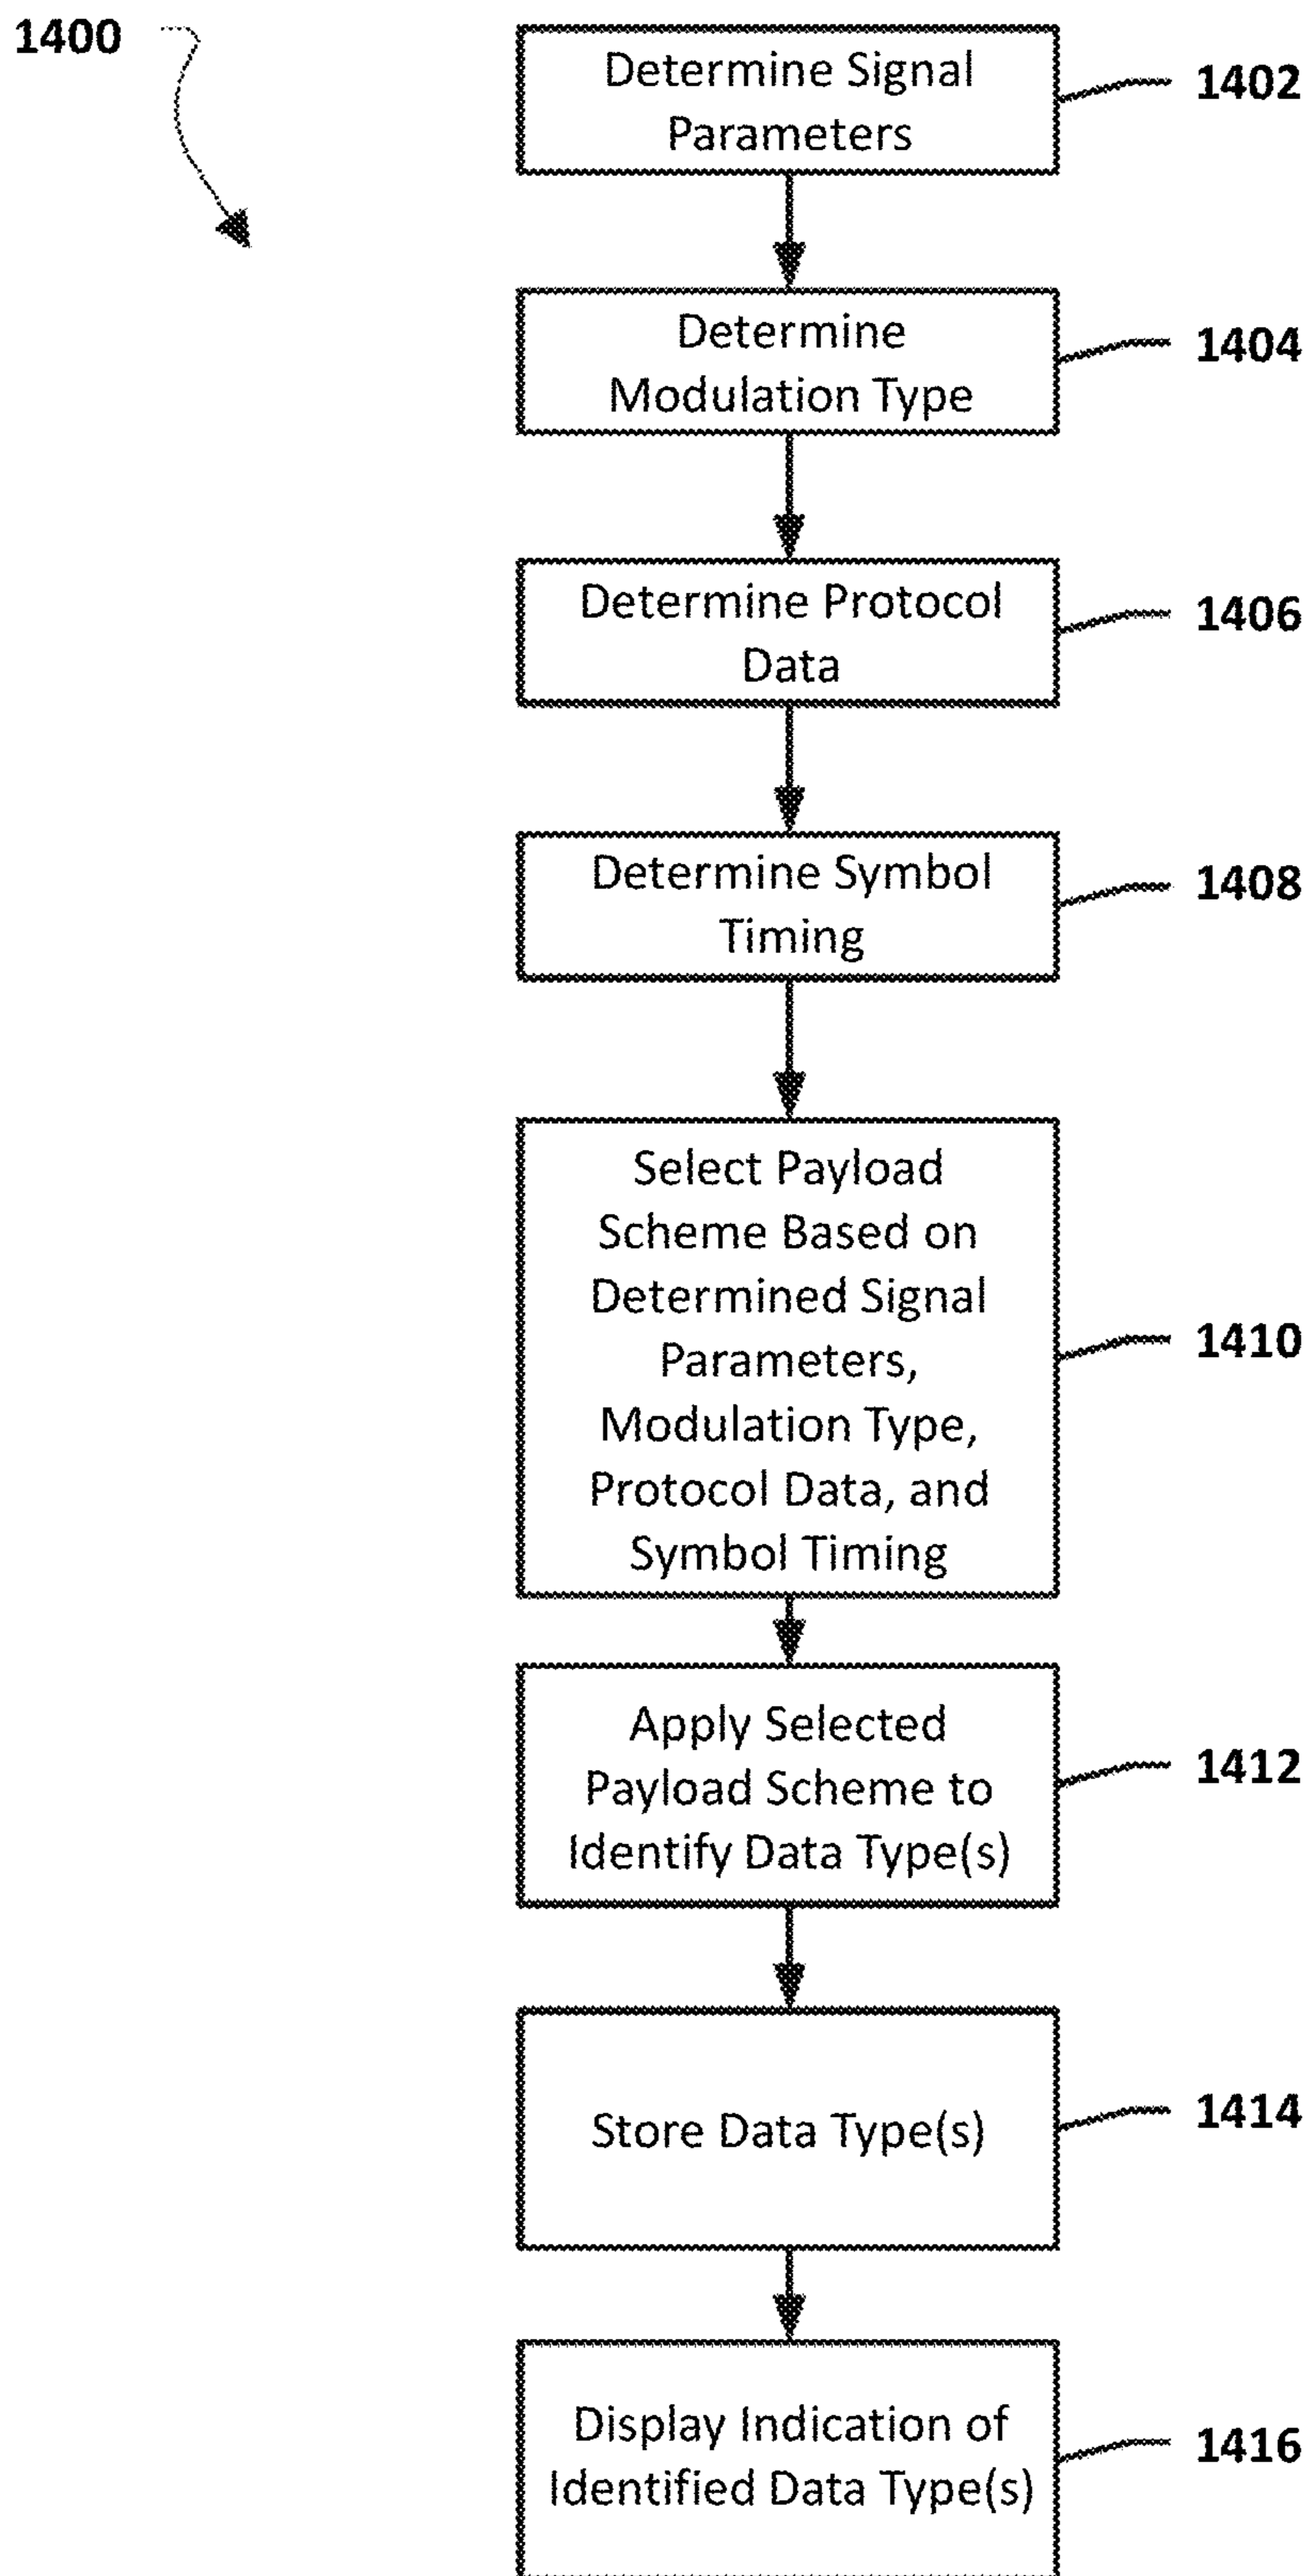 1400
Determine Signal
Parameters
1402
Determine
Modulation Type
1404
Determine Protocol
Data
1406
Determine Symbol
Timing
1408
Select Payload
Scheme Based on
Determined Signal
Parameters,
Modulation Type,
Protocol Data, and
Symbol Timing
1410
Apply Selected
Payload Scheme to
Identify Data Type(s)
1412
Store Data Type(s)
1414
Display Indication of
Identified Data Type(s)
1416